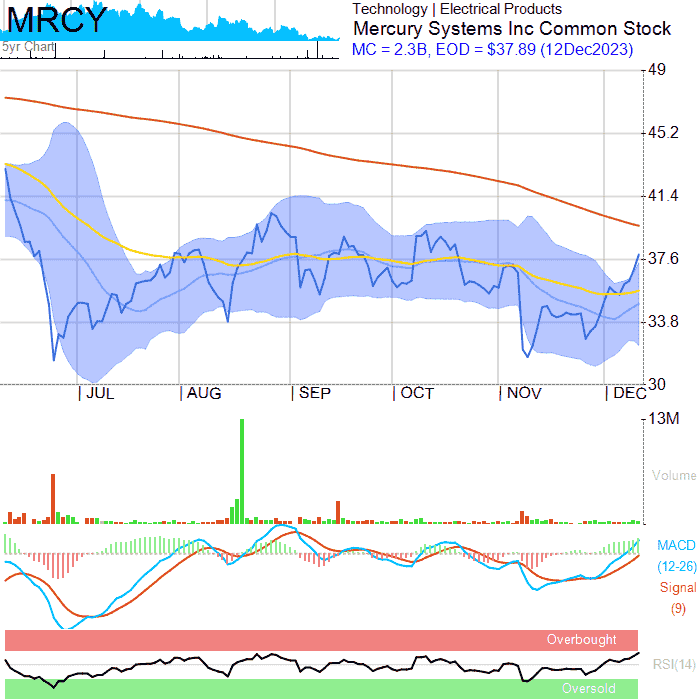 MRCY
5yr Chart
Technology | Electrical Products
Mercury Systems Inc Common Stock
MC = 2.3B, EOD = $37.89 (12Dec2023)
49
45.2
41.4
37.6
33.8
30
JUL
AUG
SEP
OCT
NOV
DEC
13M
Volume
MACD
(12-26)
Signal
(9)
Overbought
RSI(14)
Oversold